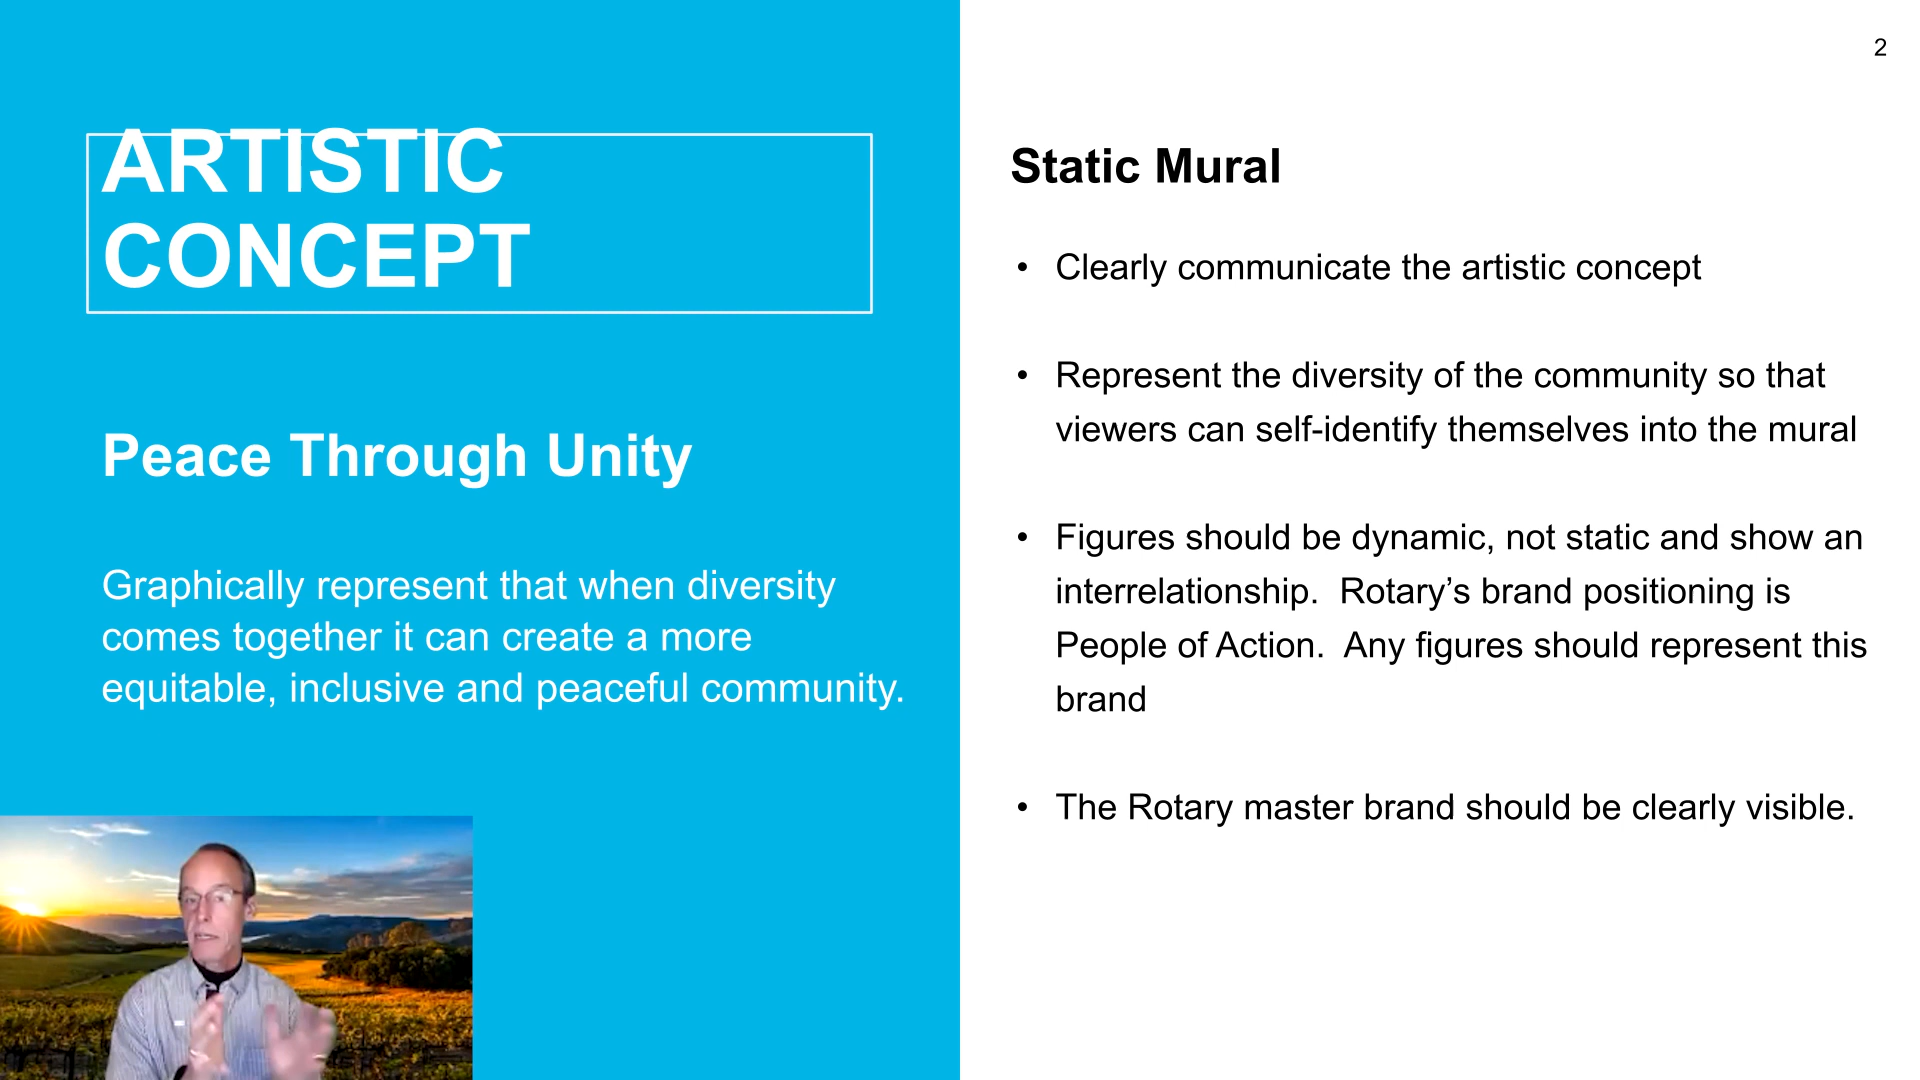 2
ARTISTIC
CONCEPT
Peace Through Unity
Graphically represent that when diversity
comes together it can create a more
equitable, inclusive and peaceful community.
Static Mural
• Clearly communicate the artistic concept
• Represent the diversity of the community so that
viewers can self-identify themselves into the mural
• Figures should be dynamic, not static and show an
interrelationship.  Rotary’s brand positioning is
People of Action.  Any figures should represent this
brand
• The Rotary master brand should be clearly visible.